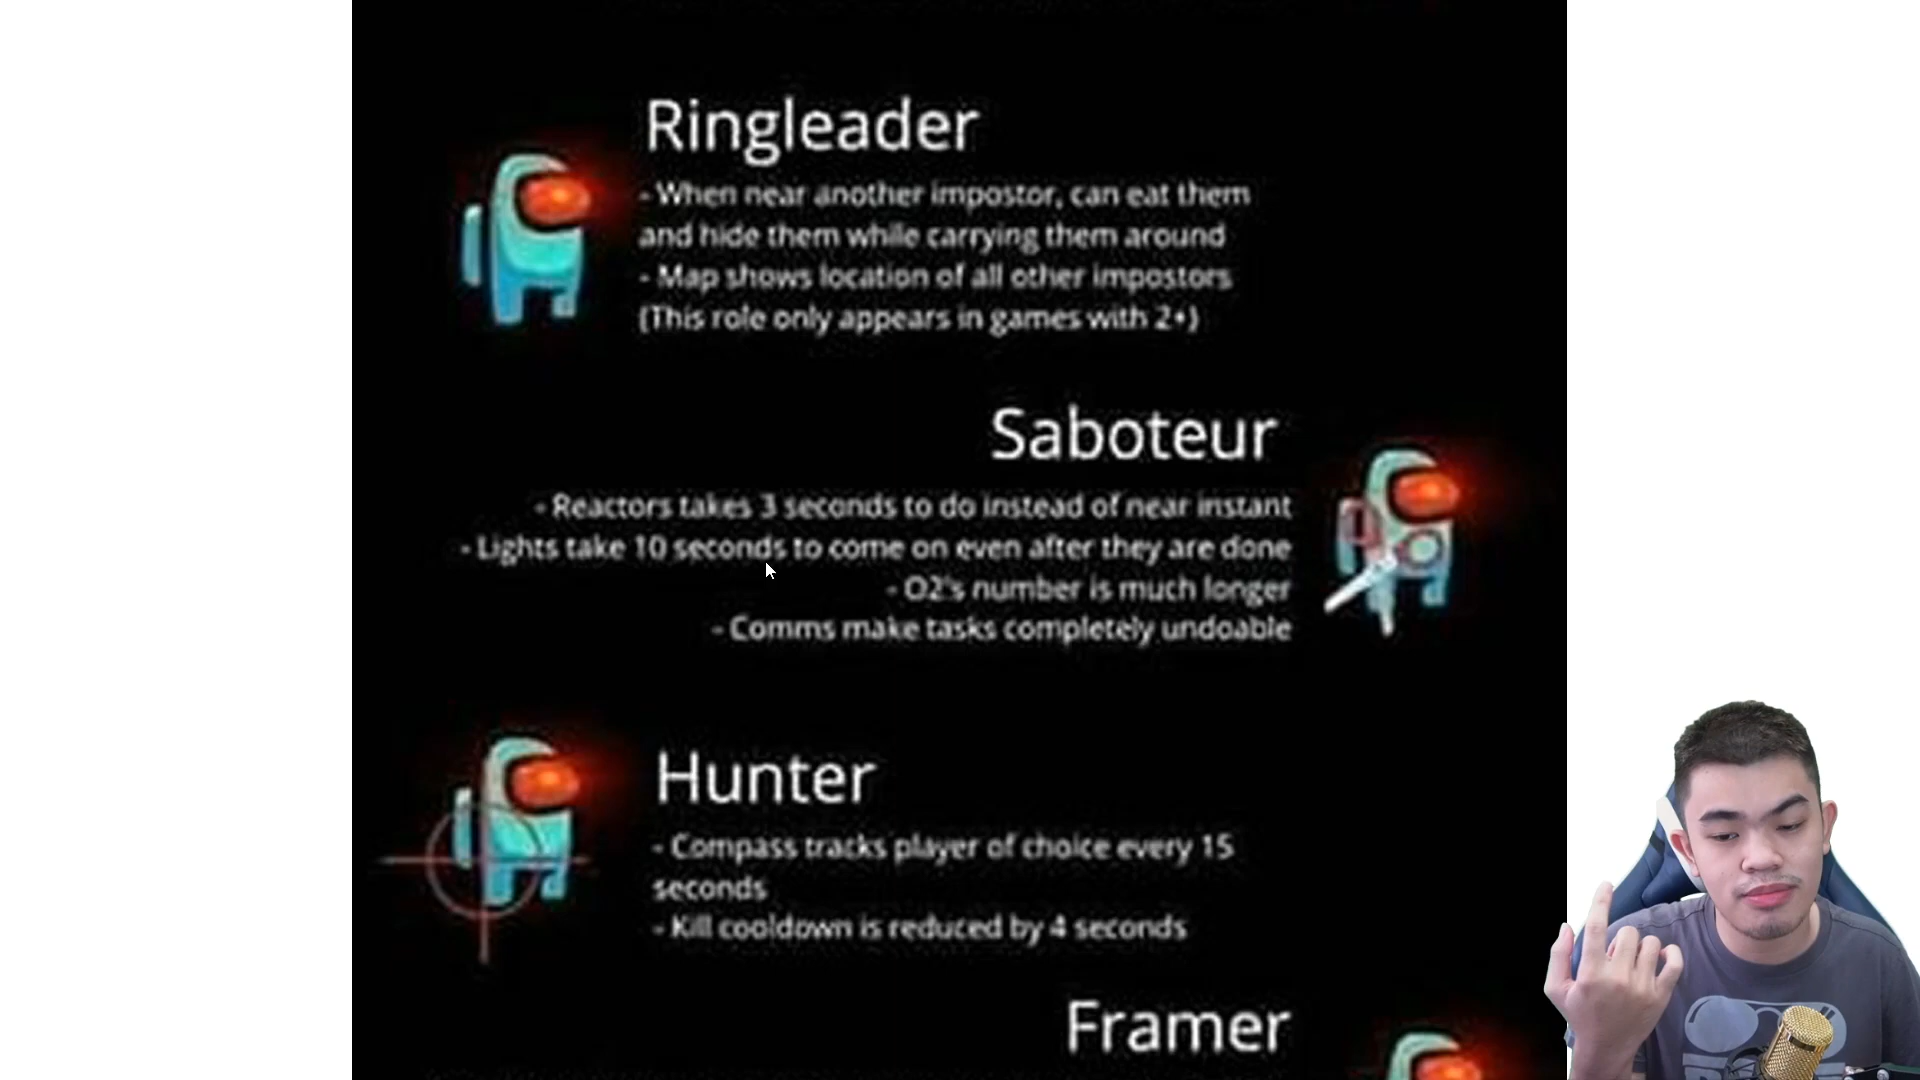 Ringleader
- When near another impostor, can eat them
and hide them while carrying them around
- Map shows location of all other impostors
(This role only appears in games with 2+)
Saboteur
- Reactors takes 3 seconds to do instead of near instant
- Lights take 10 seconds to come on even after they are done
- O2's number is much longer
- Comms make tasks completely undoable
Hunter
- Compass tracks player of choice every 15
seconds
- Kill cooldown is reduced by 4 seconds
Framer